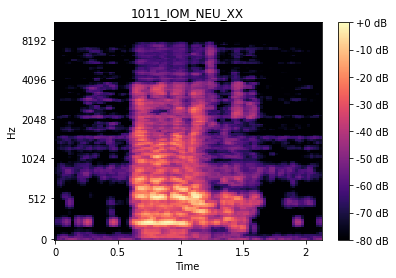 1011_IOM_NEU_XX
8192
4096
2048
1024
512
0
Hz
0
0.5
1
1.5
2
Time
+0 dB
-10 dB
-20 dB
-30 dB
-40 dB
-50 dB
-60 dB
-70 dB
-80 dB